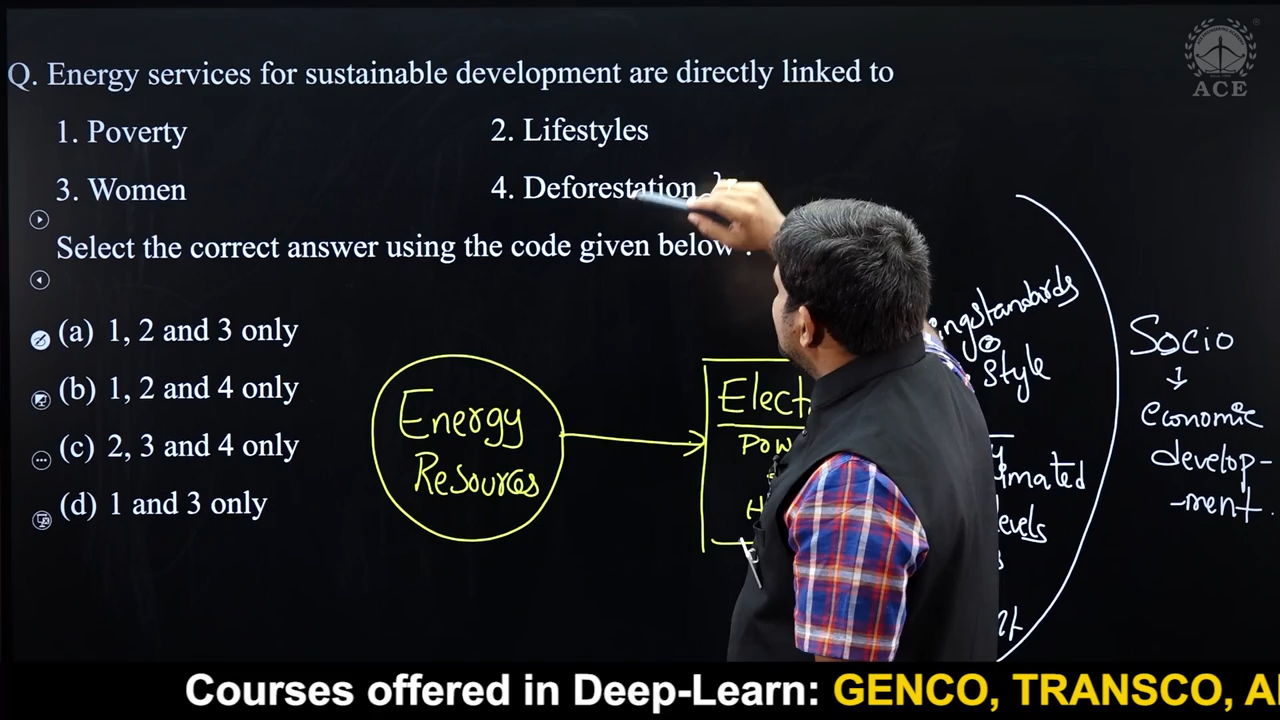 Q. Energy services for sustainable development are directly linked to
1. Poverty
2. Lifestyles
3. Women
4. Deforestation
Select the correct answer using the code given below :
(a) 1, 2 and 3 only
(b) 1, 2 and 4 only
(c) 2, 3 and 4 only
(d) 1 and 3 only
Energy
Resources
Style
Socio
economic
develop-
-ment.
ACE
Courses offered in Deep-Learn: GENCO, TRANSCO,